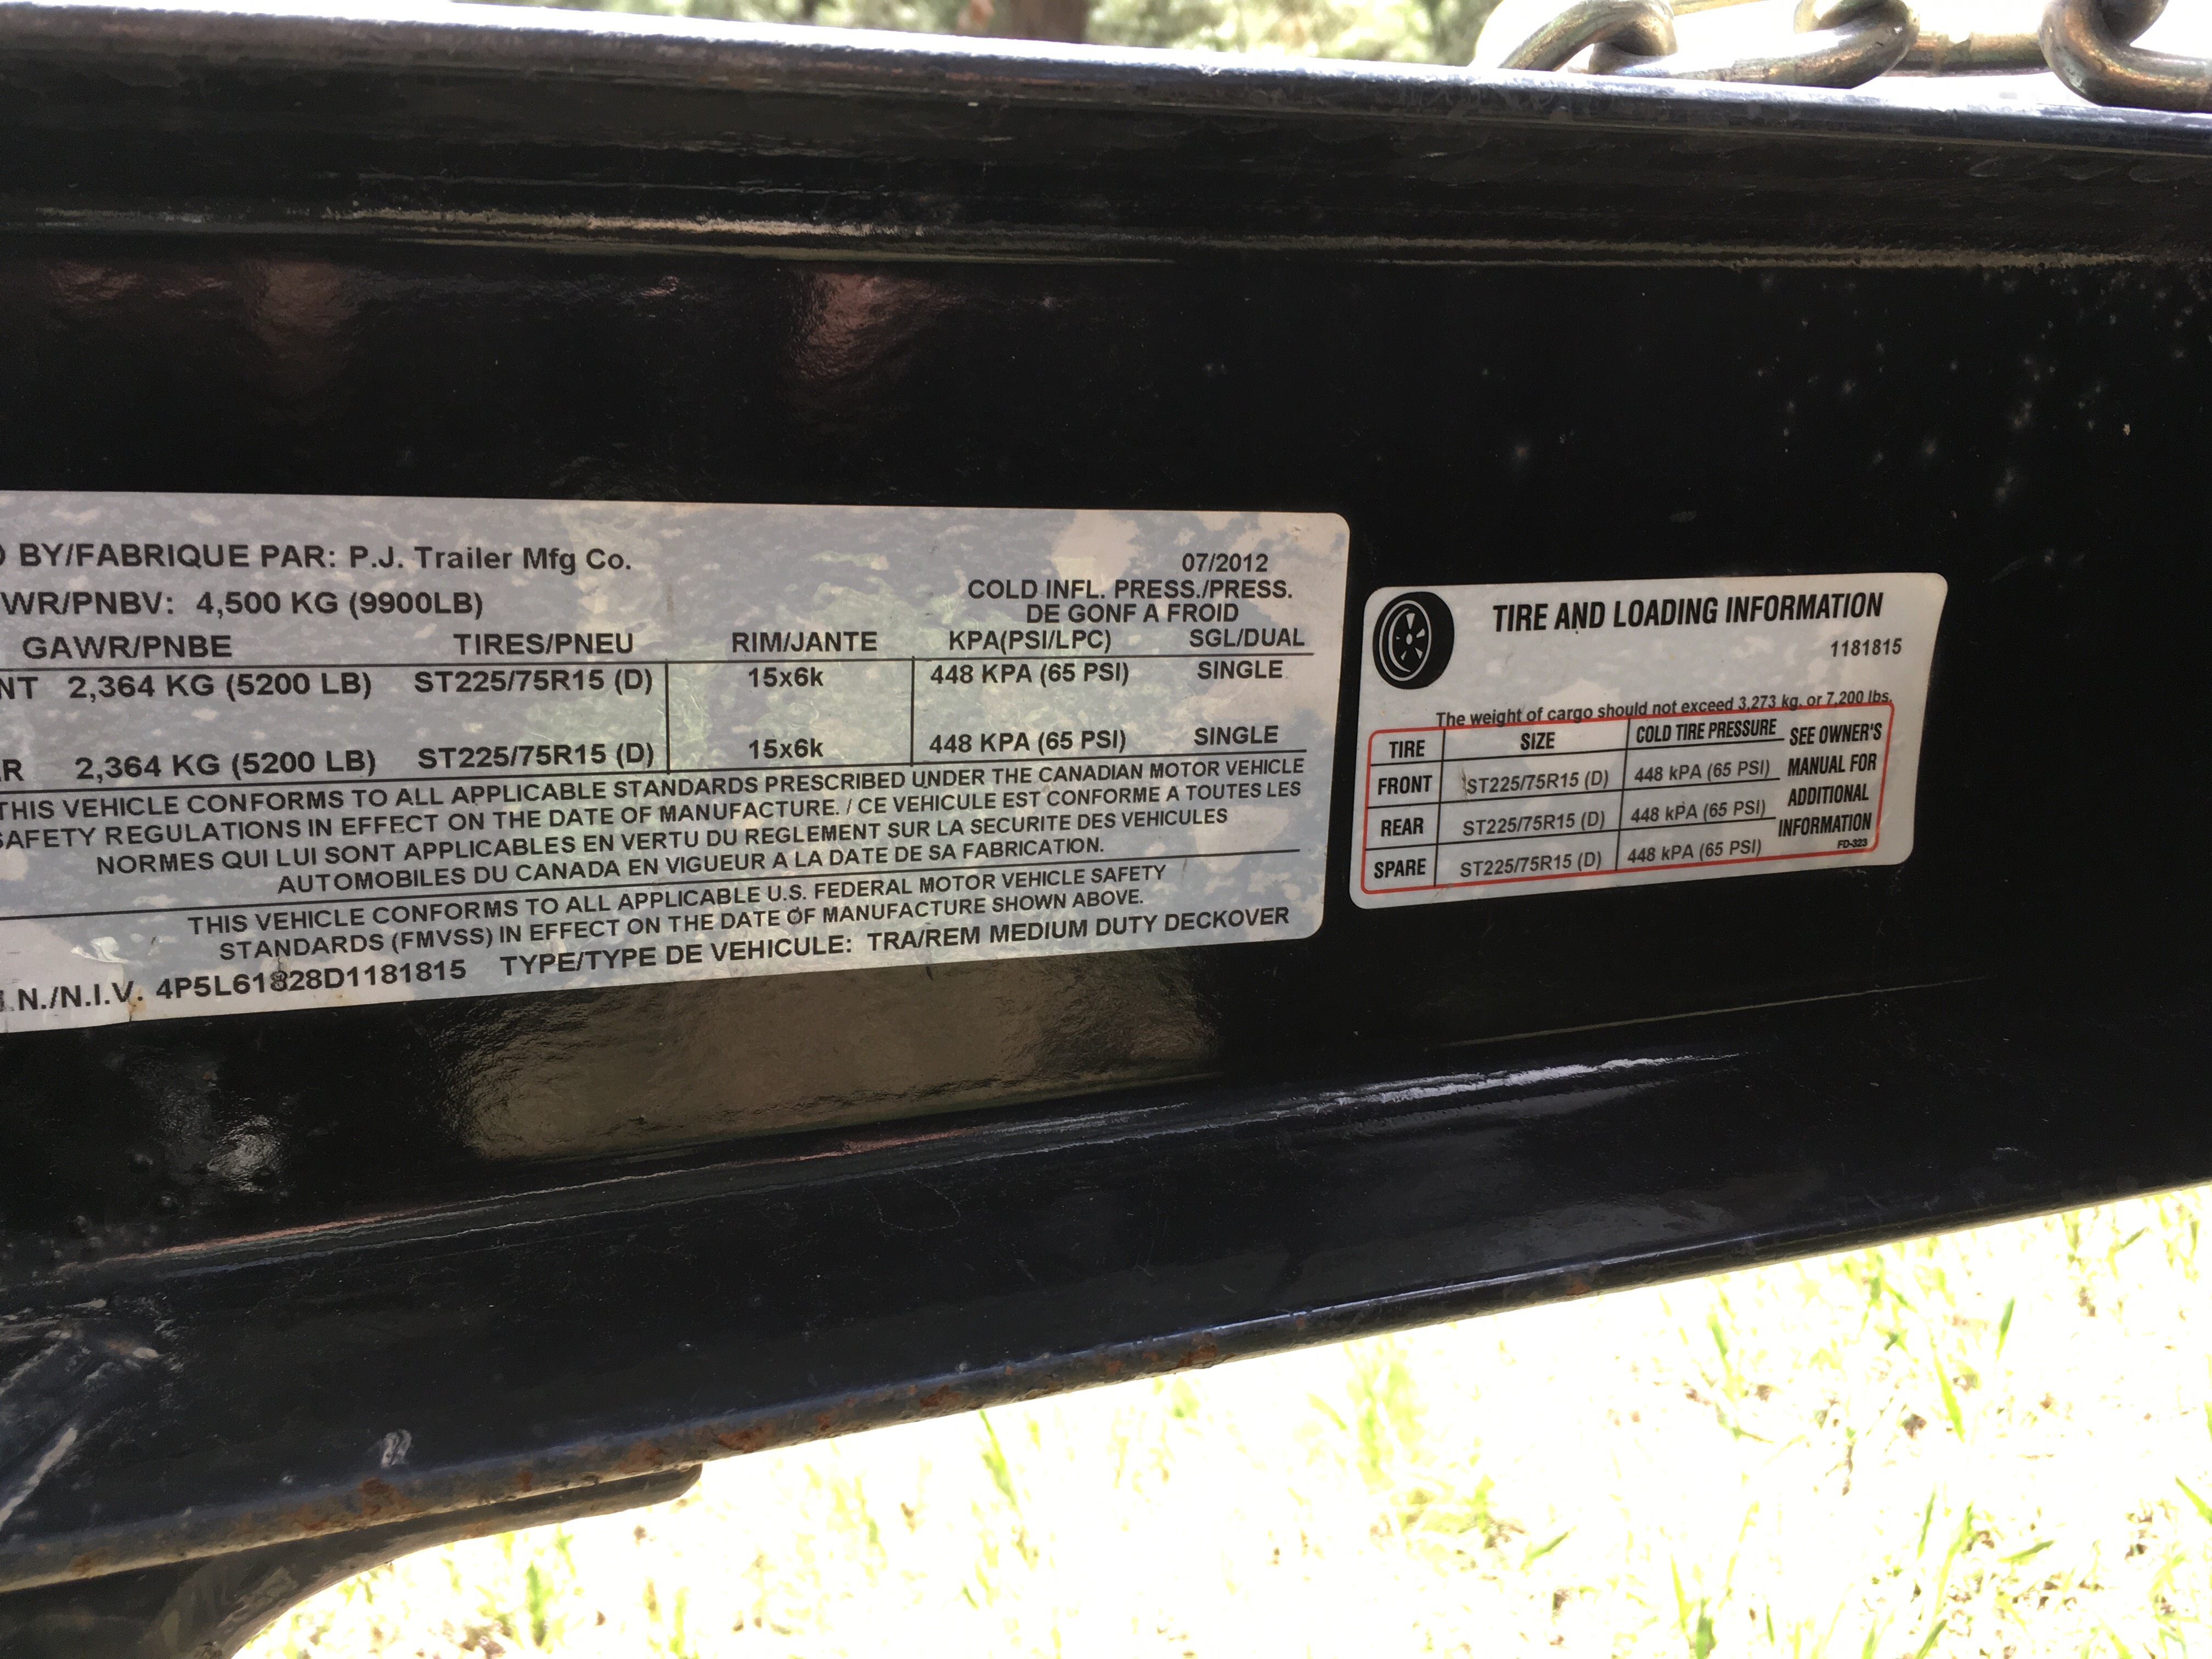 BY/FABRIQUE PAR: P.J. Trailer Mfg Co.
07/2012
WR/PNBV: 4,500 KG (9900LB)
COLD INFL. PRESS./PRESS.
DE GONF A FROID
GAWR/PNBE TIRES/PNEU RIM/JANTE KPA(PSI/LPC) SGL/DUAL
NT 2,364 KG (5200 LB) ST225/75R15 (D) 15x6k 448 KPA (65 PSI) SINGLE
R 2,364 KG (5200 LB) ST225/75R15 (D) 15x6k 448 KPA (65 PSI) SINGLE
THIS VEHICLE CONFORMS TO ALL APPLICABLE STANDARDS PRESCRIBED UNDER THE CANADIAN MOTOR VEHICLE
SAFETY REGULATIONS IN EFFECT ON THE DATE OF MANUFACTURE. / CE VEHICULE EST CONFORME A TOUTES LES
NORMES QUI LUI SONT APPLICABLES EN VERTU DU REGLEMENT SUR LA SECURITE DES VEHICULES
AUTOMOBILES DU CANADA EN VIGUEUR A LA DATE DE SA FABRICATION.
THIS VEHICLE CONFORMS TO ALL APPLICABLE U.S. FEDERAL MOTOR VEHICLE SAFETY
STANDARDS (FMVSS) IN EFFECT ON THE DATE OF MANUFACTURE SHOWN ABOVE.
.N./N.I.V. 4P5L61828D1181815 TYPE/TYPE DE VEHICULE: TRA/REM MEDIUM DUTY DECKOVER
TIRE AND LOADING INFORMATION
1181815
The weight of cargo should not exceed 3,273 kg. or 7,200 lbs.
TIRE SIZE COLD TIRE PRESSURE
FRONT ST225/75R15 (D) 448 kPA (65 PSI)
REAR ST225/75R15 (D) 448 kPA (65 PSI)
SPARE ST225/75R15 (D) 448 kPA (65 PSI)
SEE OWNER'S
MANUAL FOR
ADDITIONAL
INFORMATION
FD-323